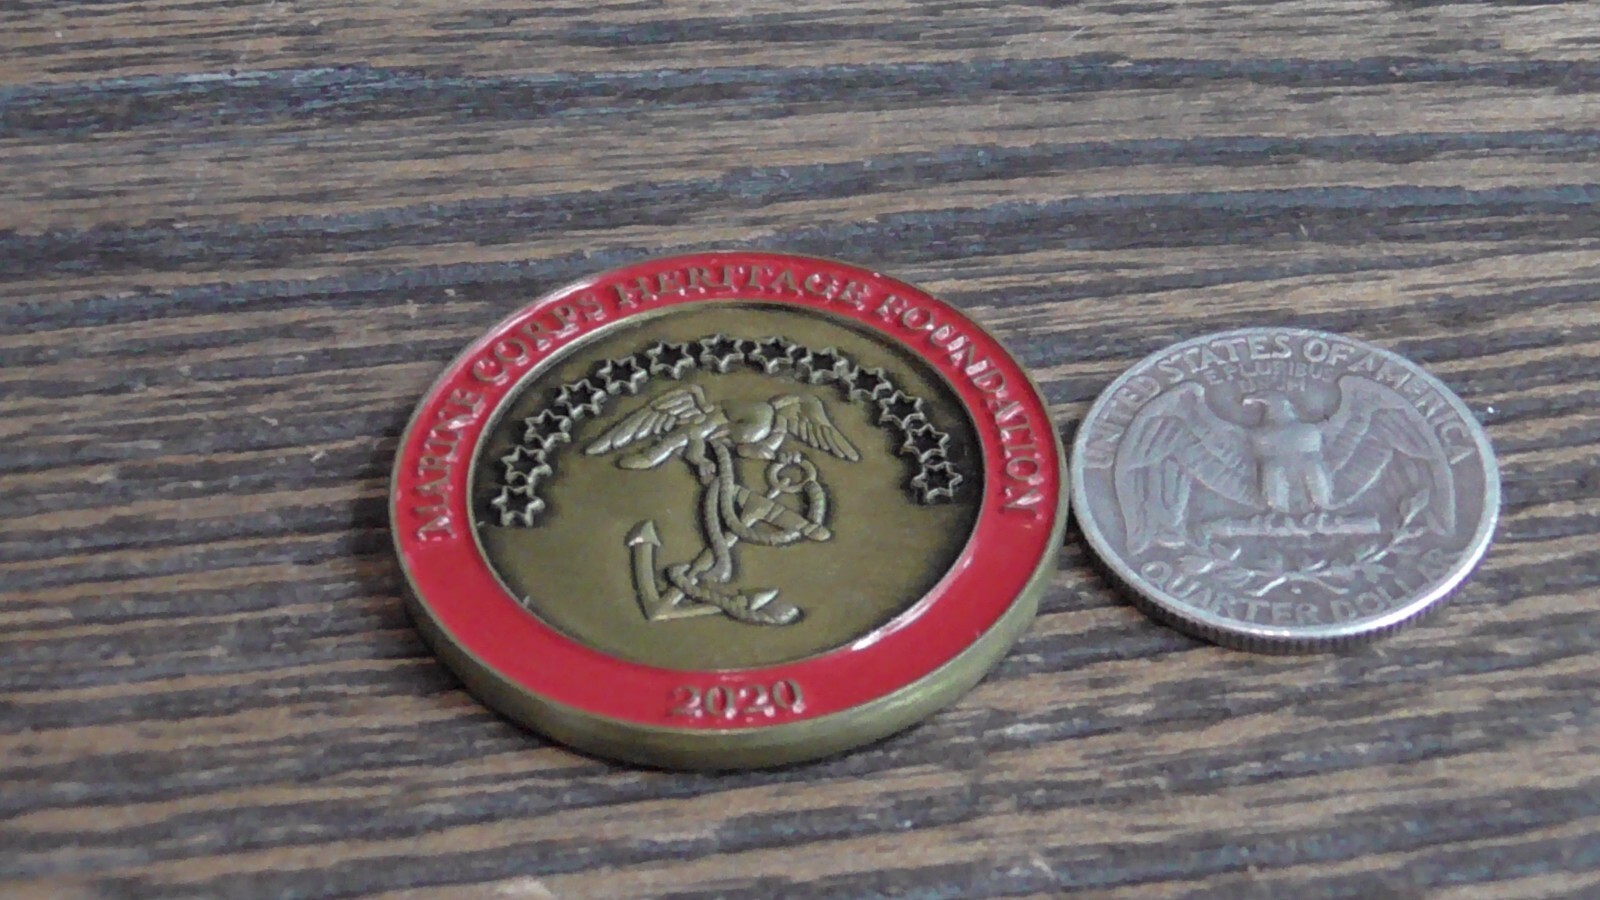 MARINE CORPS HERITAGE FOUNDATION
2020
UNITED STATES OF AMERICA
E PLURIBUS
UNUM
QUARTER DOLLAR